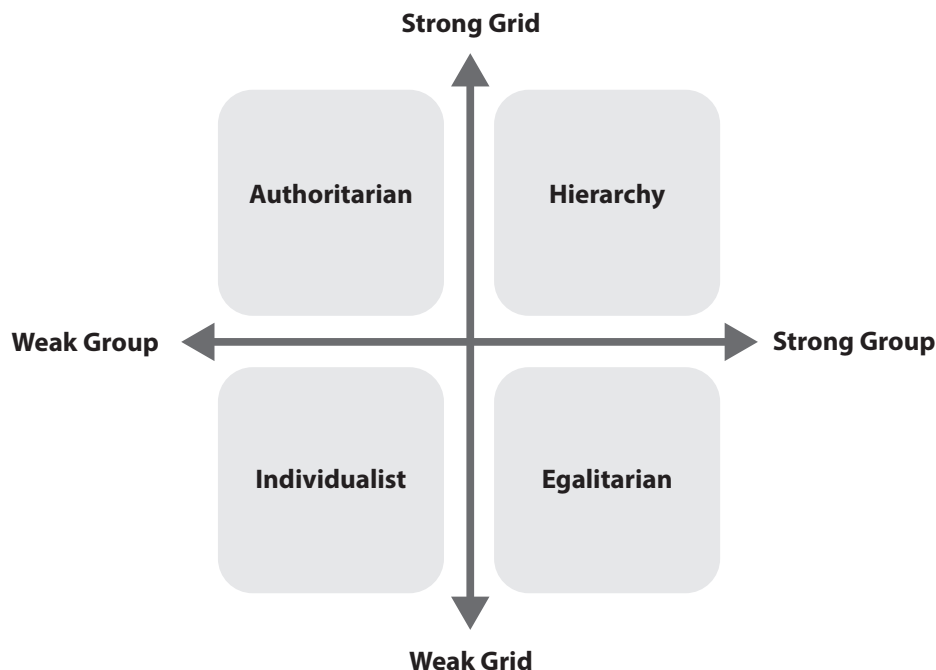 Strong Grid
Authoritarian
Hierarchy
Weak Group
Strong Group
Individualist
Egalitarian
Weak Grid